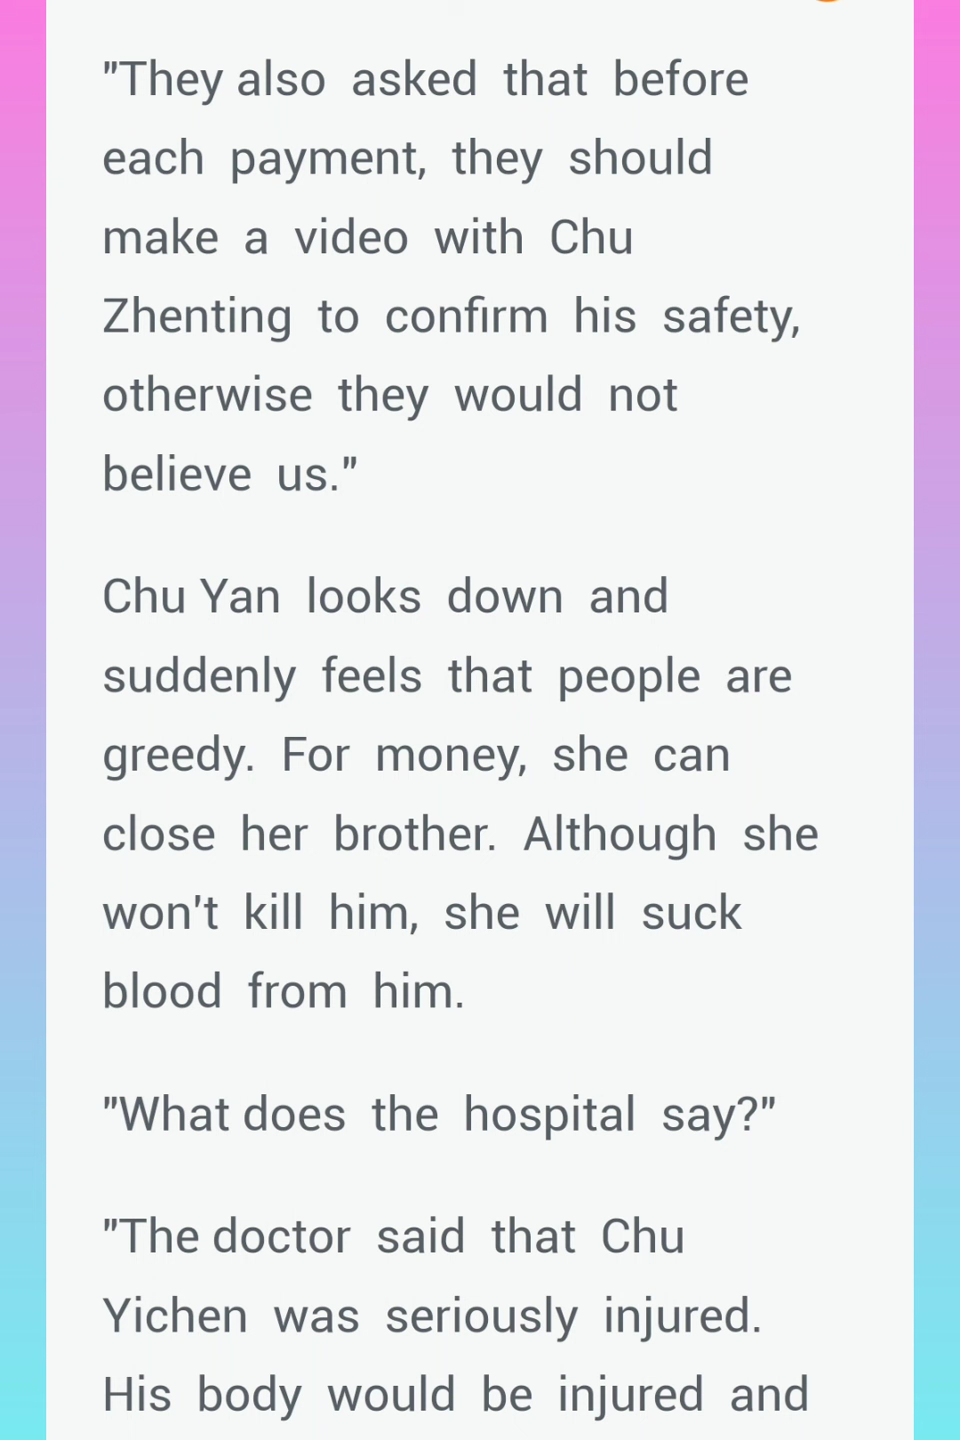 "They also asked that before
each payment, they should
make a video with Chu
Zhenting to confirm his safety,
otherwise they would not
believe us."
Chu Yan looks down and
suddenly feels that people are
greedy. For money, she can
close her brother. Although she
won't kill him, she will suck
blood from him.
"What does the hospital say?"
"The doctor said that Chu
Yichen was seriously injured.
His body would be injured and